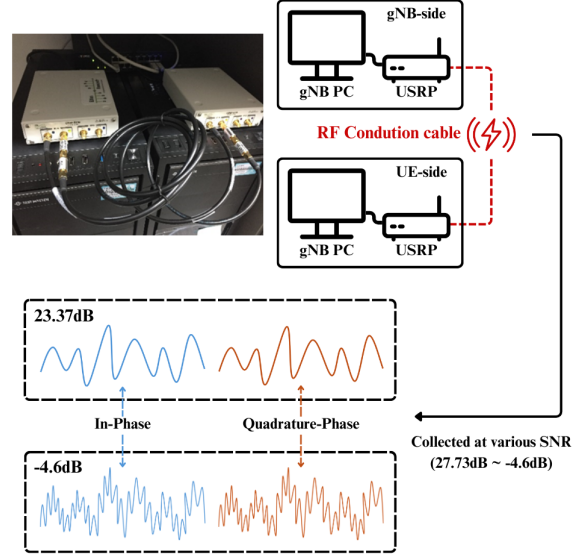 gNB-side
gNB PC
USRP
RF Condution cable
UE-side
gNB PC
USRP
23.37dB
In-Phase
Quadrature-Phase
-4.6dB
Collected at various SNR
(27.73dB ~ -4.6dB)